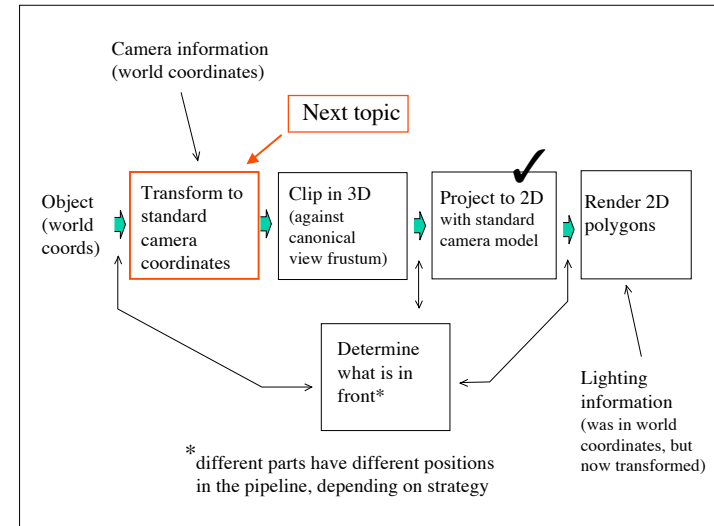 Camera information
(world coordinates)
Next topic
Object
(world
coords)
Transform to
standard
camera
coordinates
Clip in 3D
(against
canonical
view frustum)
Project to 2D
with standard
camera model
Render 2D
polygons
Determine
what is in
front*
Lighting
information
(was in world
coordinates, but
now transformed)
*different parts have different positions
in the pipeline, depending on strategy